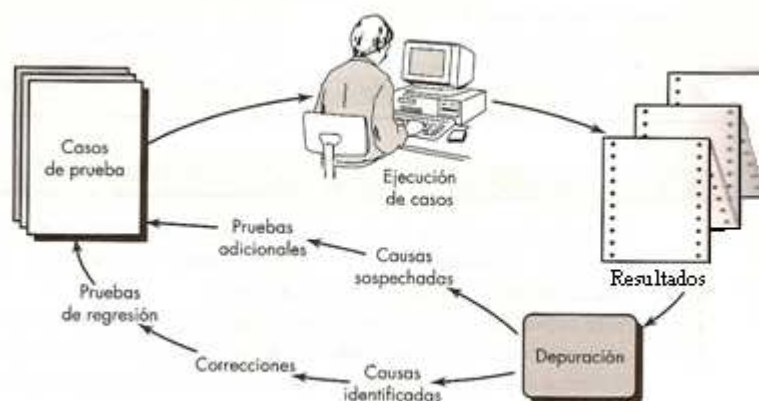 Casos
de prueba
Ejecución
de casos
Resultados
Pruebas
adicionales
Causas
sospechadas
Pruebas
de regresión
Correcciones
Causas
identificadas
Depuración